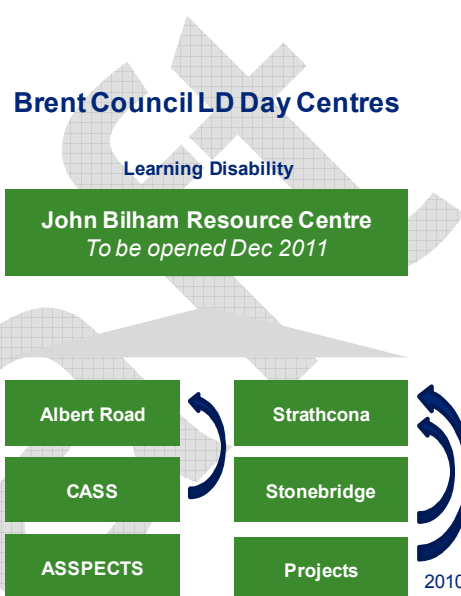 Brent Council LD Day Centres
Learning Disability
John Bilham Resource Centre
To be opened Dec 2011
Albert Road
Strathcona
CASS
Stonebridge
ASSPECTS
Projects
2010